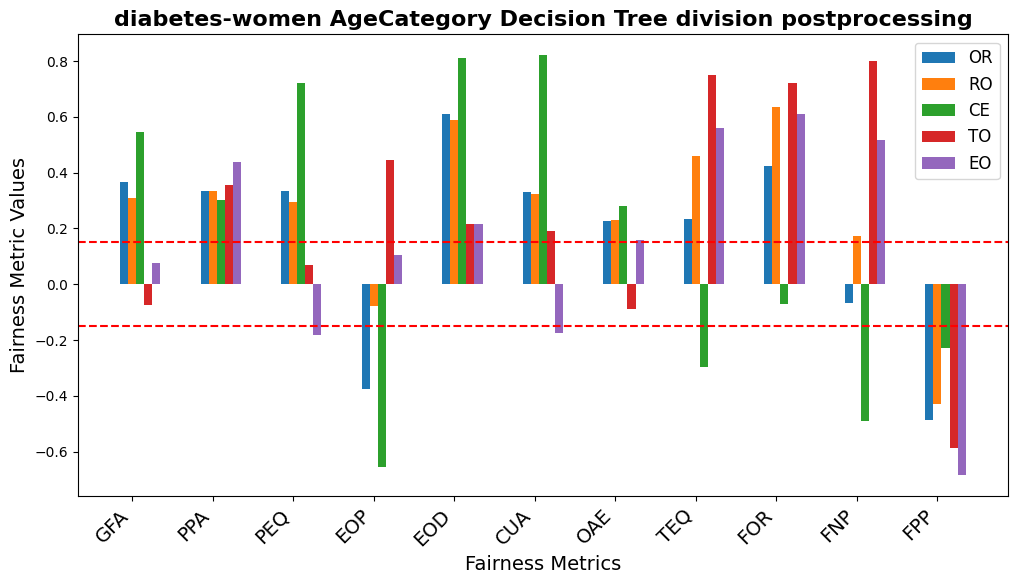 diabetes-women AgeCategory Decision Tree division postprocessing
OR
RO
CE
TO
EO
Fairness Metric Values
0.8
0.6
0.4
0.2
0.0
−0.2
−0.4
−0.6
GFA PPA PEQ EOP EOD CUA OAE TEQ FOR FNP FPP
Fairness Metrics